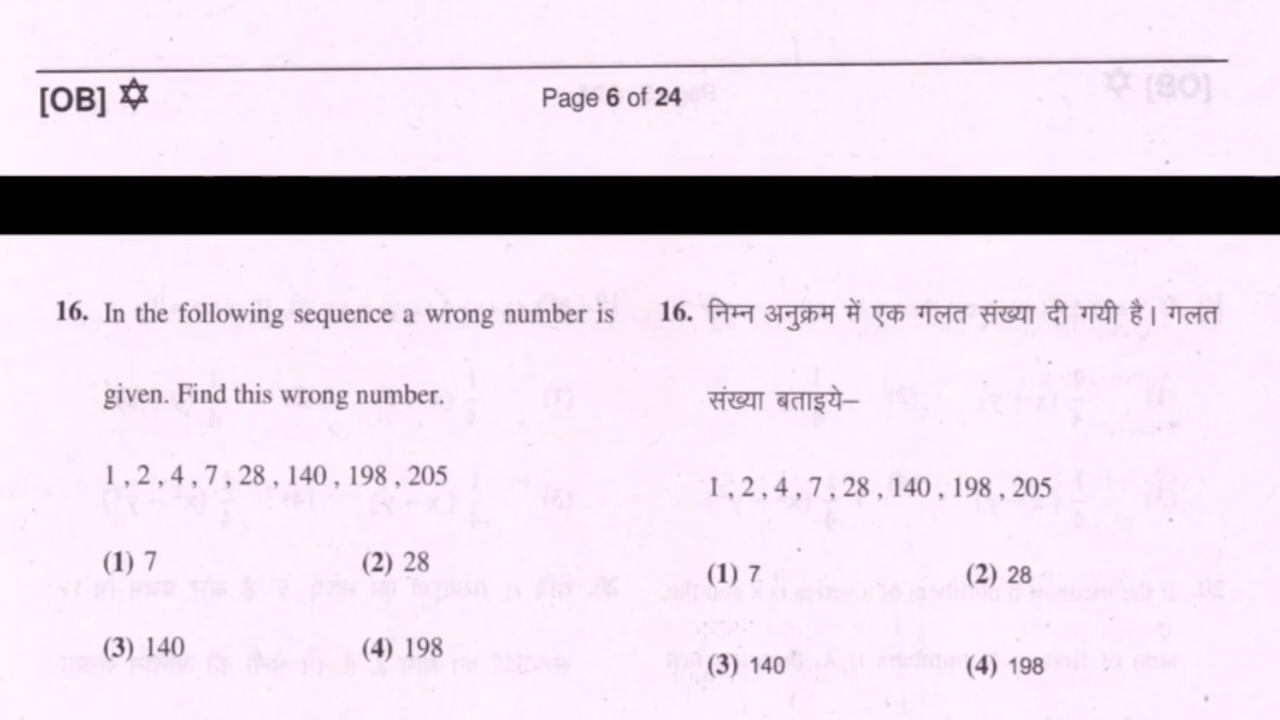 [OB] ✡ Page 6 of 24
16. In the following sequence a wrong number is
given. Find this wrong number.
1 , 2 , 4 , 7 , 28 , 140 , 198 , 205
(1) 7 (2) 28
(3) 140 (4) 198
16. निम्न अनुक्रम में एक गलत संख्या दी गयी है। गलत
संख्या बताइये–
1 , 2 , 4 , 7 , 28 , 140 , 198 , 205
(1) 7 (2) 28
(3) 140 (4) 198